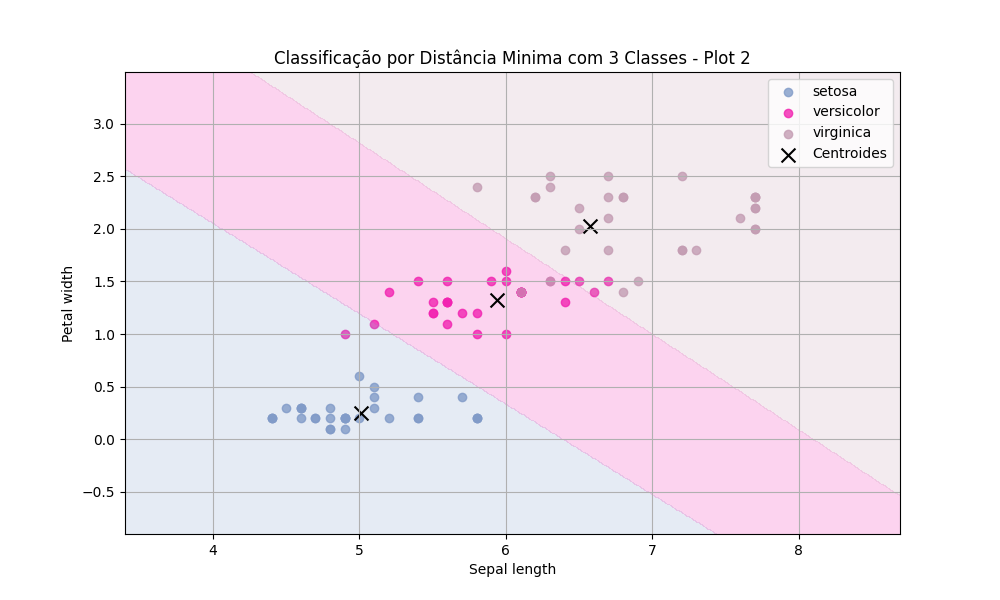 Classificação por Distância Minima com 3 Classes - Plot 2
setosa
versicolor
virginica
Centroides
3.0
2.5
2.0
1.5
1.0
0.5
0.0
−0.5
Petal width
4 5 6 7 8
Sepal length